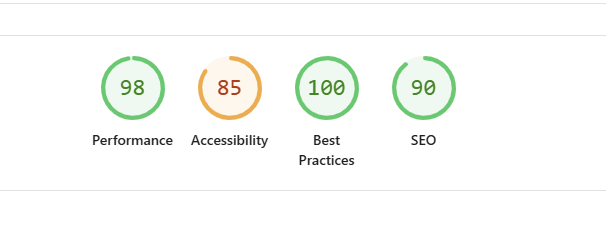 98 85 100 90
Performance Accessibility Best SEO
Practices